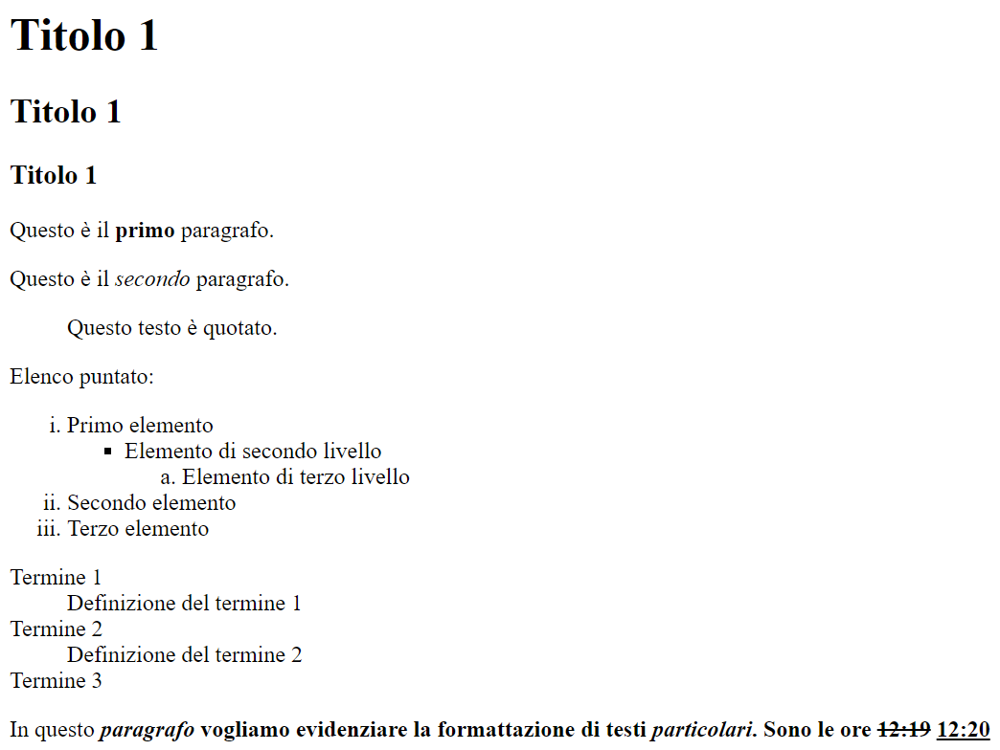 Titolo 1
Titolo 1
Titolo 1
Questo è il primo paragrafo.
Questo è il secondo paragrafo.
Questo testo è quotato.
Elenco puntato:
i. Primo elemento
▪ Elemento di secondo livello
a. Elemento di terzo livello
ii. Secondo elemento
iii. Terzo elemento
Termine 1
Definizione del termine 1
Termine 2
Definizione del termine 2
Termine 3
In questo paragrafo vogliamo evidenziare la formattazione di testi particolari. Sono le ore 12:19 12:20